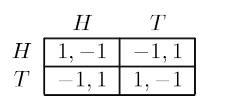 H T
H 1, −1 −1, 1
T −1, 1 1, −1